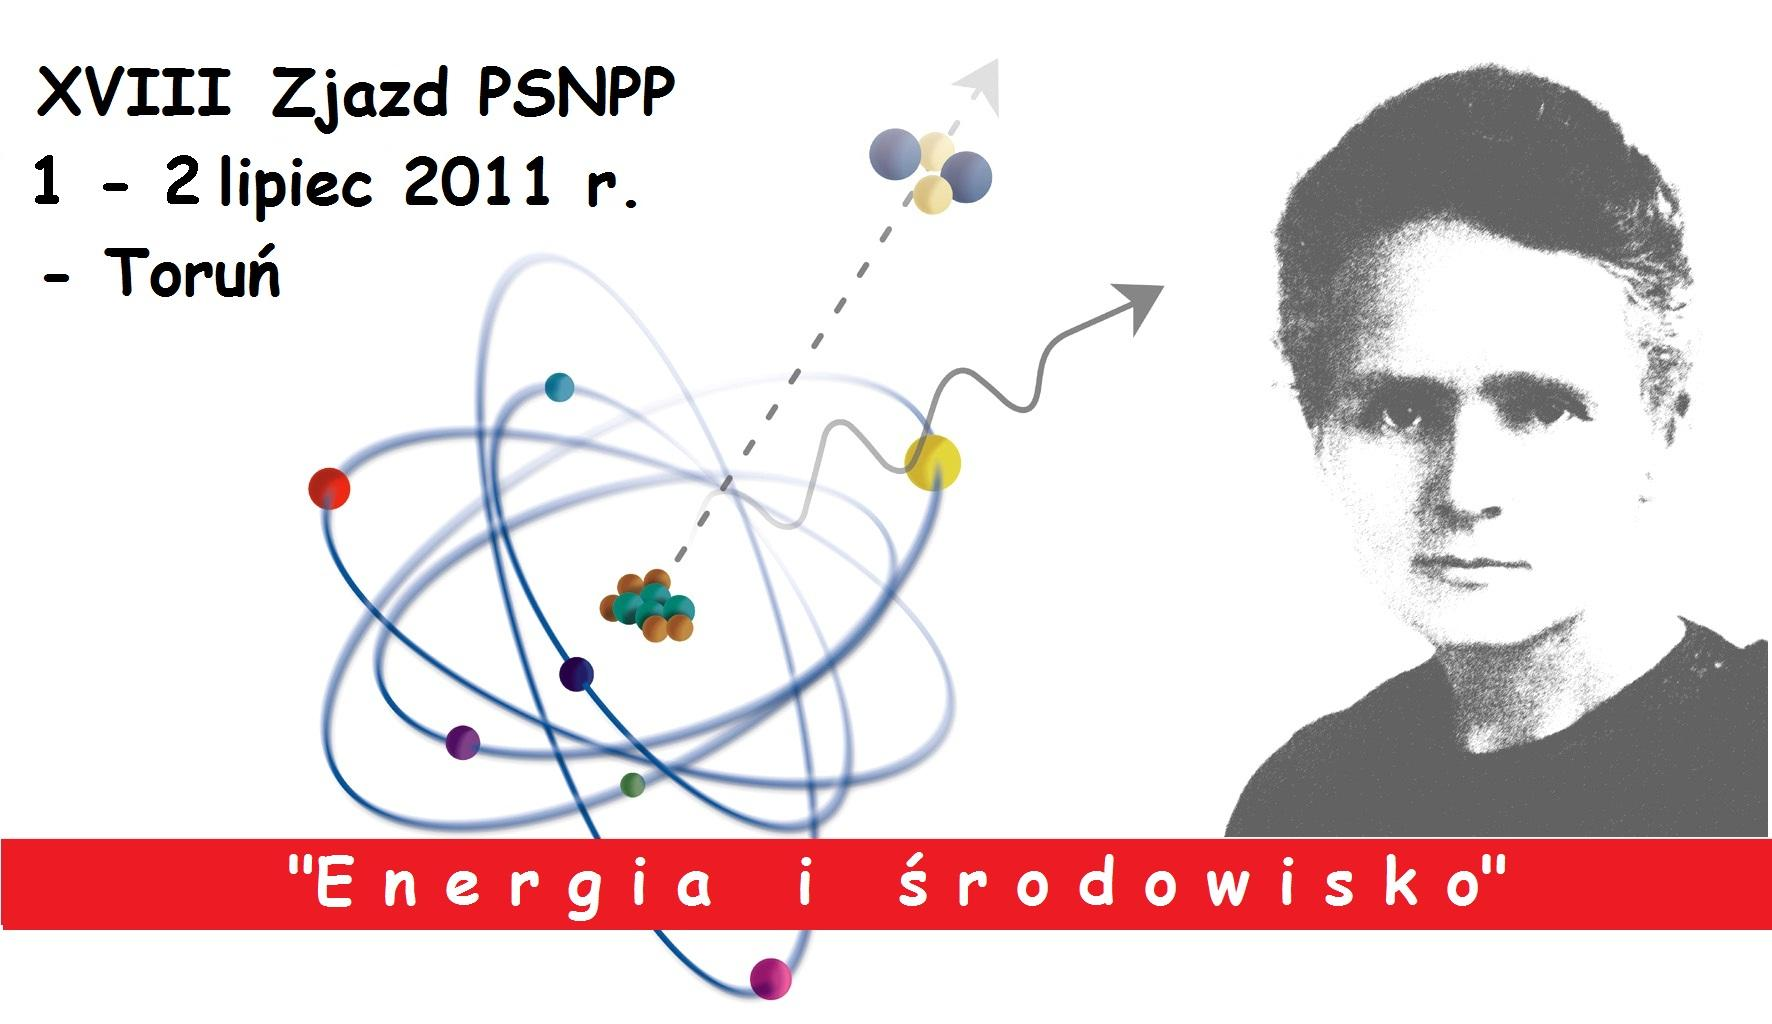 XVIII Zjazd PSNPP
1 - 2 lipiec 2011 r.
- Toruń
"Energia i środowisko"